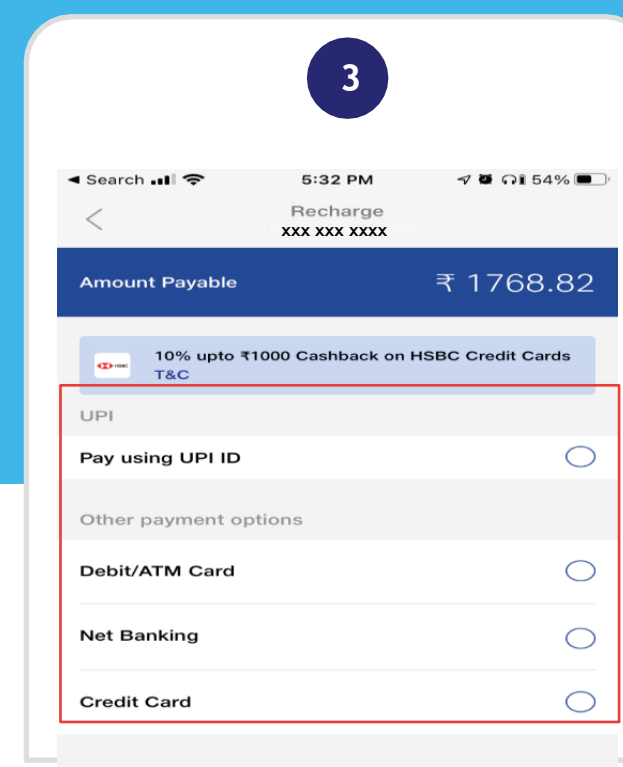 3
Search 5:32 PM 54%
Recharge
xxx xxx xxxx
Amount Payable ₹ 1768.82
HSBC 10% upto ₹1000 Cashback on HSBC Credit Cards
T&C
UPI
Pay using UPI ID
Other payment options
Debit/ATM Card
Net Banking
Credit Card